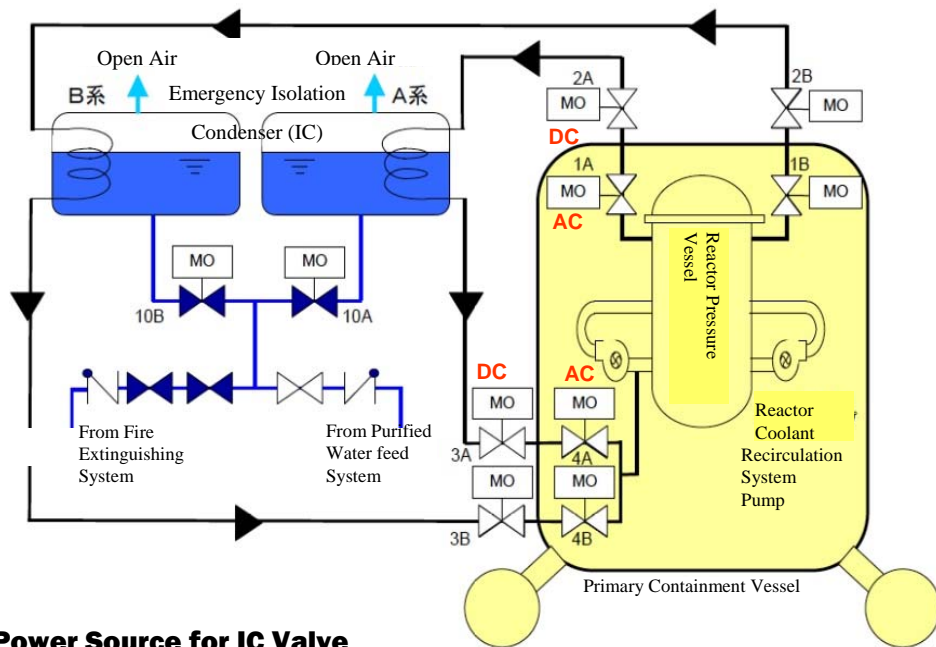 Open Air
Open Air
B系
Emergency Isolation
A系
Condenser (IC)
2A
MO
2B
MO
DC
1A
MO
1B
MO
AC
Reactor Pressure
Vessel
MO
MO
10B
10A
DC
AC
MO
MO
3A
4A
MO
MO
3B
4B
From Fire
Extinguishing
System
From Purified
Water feed
System
Reactor
Coolant
Recirculation
System
Pump
Primary Containment Vessel
Power Source for IC Valve